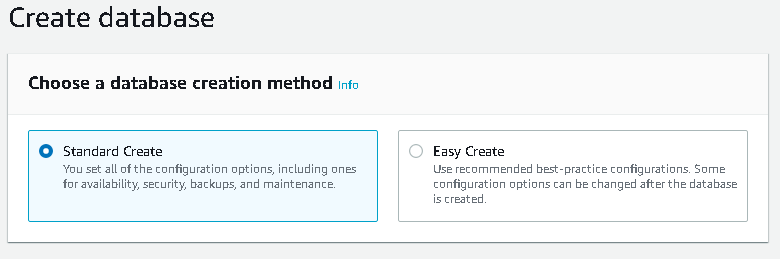 Create database
Choose a database creation method Info
Standard Create
You set all of the configuration options, including ones
for availability, security, backups, and maintenance.
Easy Create
Use recommended best-practice configurations. Some
configuration options can be changed after the database
is created.